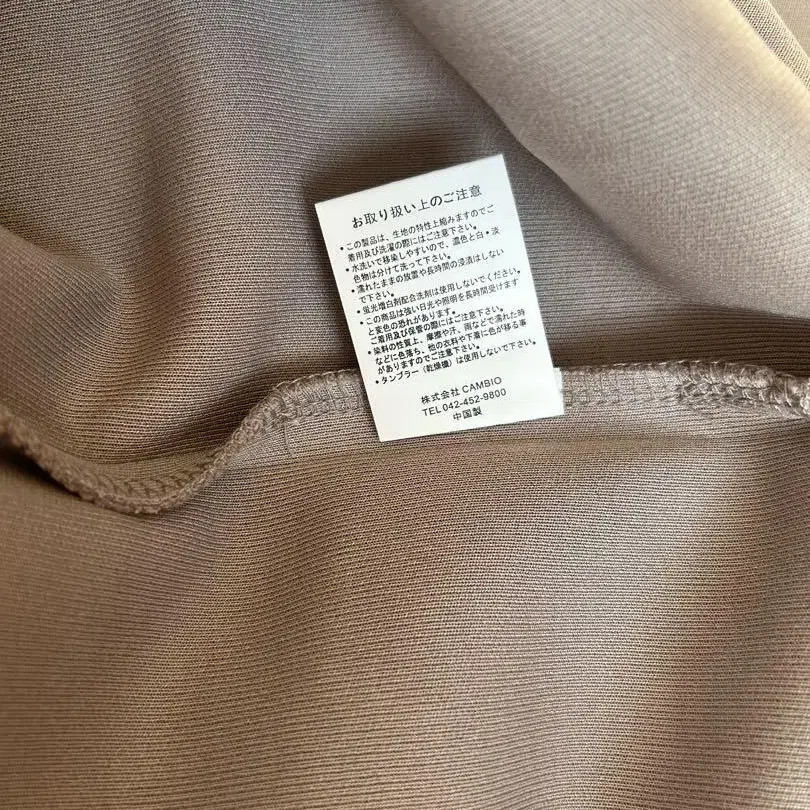 お取り扱い上のご注意
・この製品は、生地の特性上縮みますのでご
着用及び洗濯の際にはご注意下さい。
・水洗いで移染しやすいので、濃色と白・淡
色物は分けて洗って下さい。
・濡れたままの放置や長時間の浸漬はしない
で下さい。
・蛍光増白剤配合洗剤は使用しないでください。
・この商品は強い日光や照明を長時間受けます
と変色の恐れがあります。
ご着用及び保管の際にはご注意下さい。
・染料の性質上、摩擦や汗、雨などで濡れた時
などに色落ち、他の衣料や下着に色が移る事
がありますのでご注意下さい。
・タンブラー（乾燥機）は使用しないで下さい。
株式会社 CAMBIO
TEL 042-452-9800
中国製